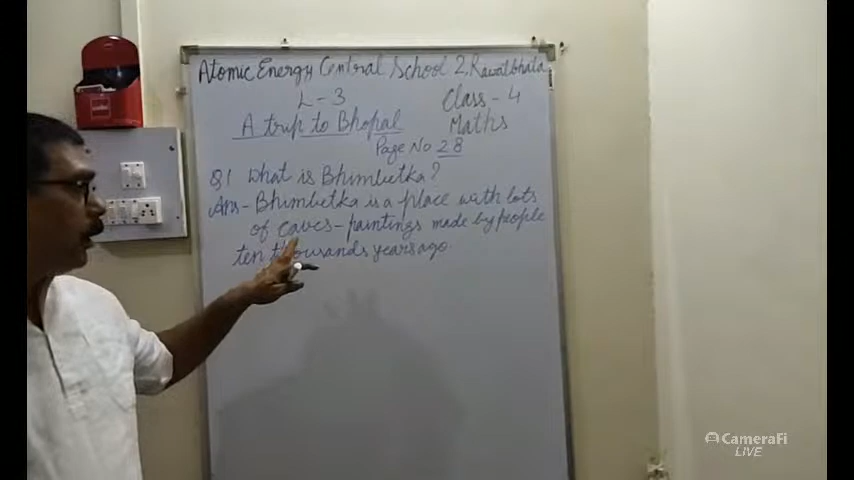 Atomic Energy Central School 2, Rawatbhata
L - 3 Class - 4
A trip to Bhopal Maths
Page No 28
Q1 What is Bhimbetka?
Ans - Bhimbetka is a place with lots
of caves - paintings made by people
ten thousands years ago.
CameraFi
LIVE